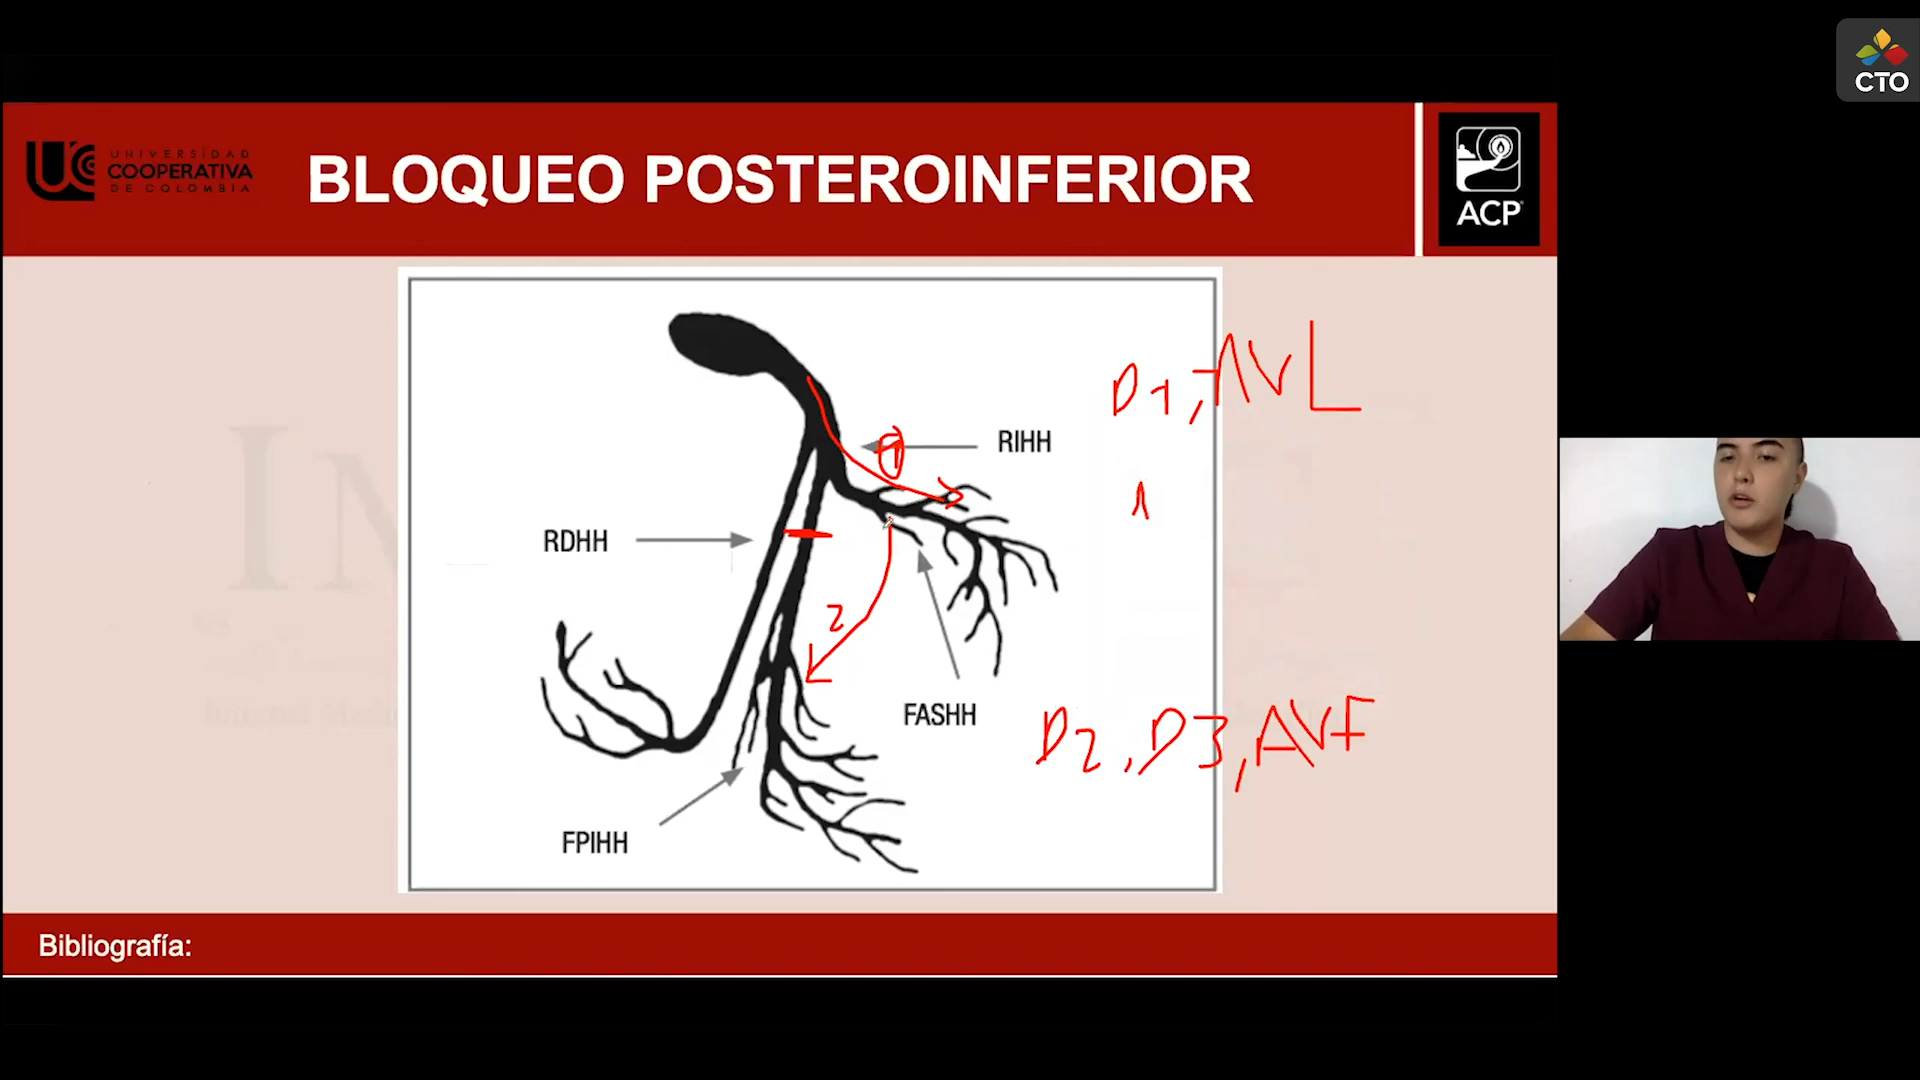 CTO
UNIVERSIDAD
COOPERATIVA
DE COLOMBIA
BLOQUEO POSTEROINFERIOR
ACP
D1, AVL
1
RIHH
1
RDHH
2
FASHH
D2, D3, AVF
FPIHH
Bibliografía: